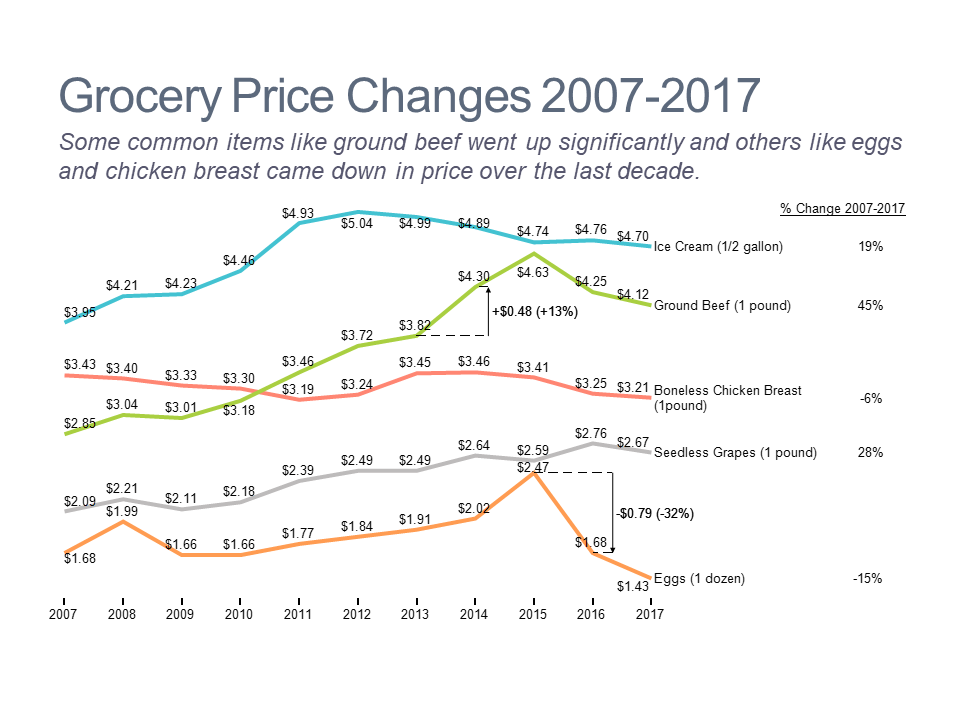 Grocery Price Changes 2007-2017
Some common items like ground beef went up significantly and others like eggs
and chicken breast came down in price over the last decade.
% Change 2007-2017
$3.95 $4.21 $4.23 $4.46 $4.93 $5.04 $4.99 $4.89 $4.74 $4.76 $4.70
Ice Cream (1/2 gallon) 19%
$2.85 $3.04 $3.01 $3.18 $3.46 $3.72 $3.82 $4.30 $4.63 $4.25 $4.12
+$0.48 (+13%)
Ground Beef (1 pound) 45%
$3.43 $3.40 $3.33 $3.30 $3.19 $3.24 $3.45 $3.46 $3.41 $3.25 $3.21
Boneless Chicken Breast
(1pound) -6%
$2.09 $2.21 $2.11 $2.18 $2.39 $2.49 $2.49 $2.64 $2.59 $2.76 $2.67
Seedless Grapes (1 pound) 28%
$1.68 $1.99 $1.66 $1.66 $1.77 $1.84 $1.91 $2.02 $2.47 $1.68 $1.43
-$0.79 (-32%)
Eggs (1 dozen) -15%
2007 2008 2009 2010 2011 2012 2013 2014 2015 2016 2017